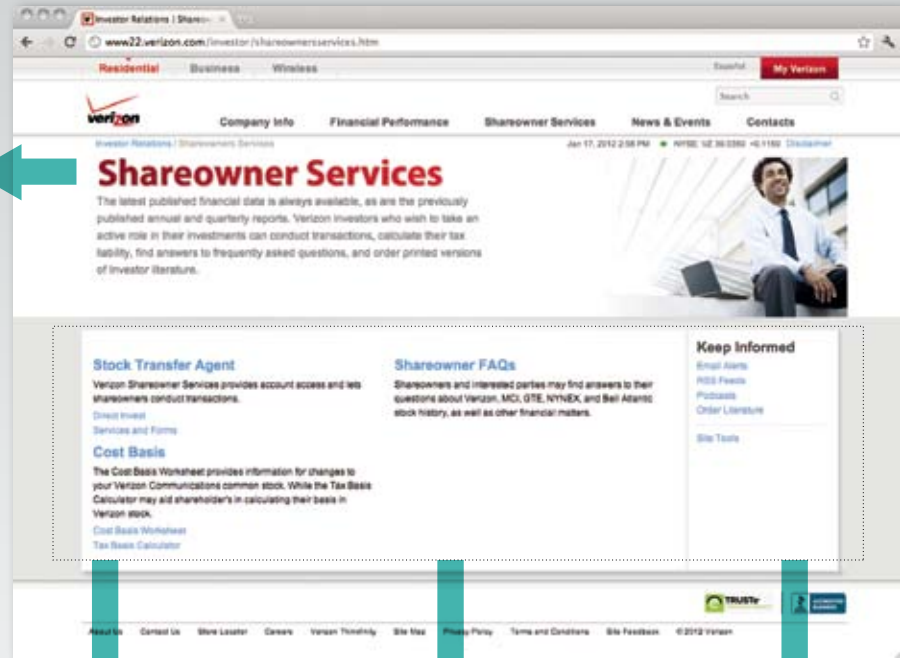 Investor Relations | Shareo
www22.verizon.com/investor/shareownersservices.htm
Residential Business Wireless Español My Verizon
Search
verizon
Company Info Financial Performance Shareowner Services News & Events Contacts
Investor Relations / Shareowners Services Jan 17, 2012 2:58 PM Disclaimer
Shareowner Services
The latest published financial data is always available, as are the previously
published annual and quarterly reports. Verizon investors who wish to take an
active role in their investments can conduct transactions, calculate their tax
liability, find answers to frequently asked questions, and order printed versions
of investor literature.
Stock Transfer Agent
Verizon Shareowner Services provides account access and lets
shareowners conduct transactions.
Direct Invest
Services and Forms
Cost Basis
The Cost Basis Worksheet provides information for changes to
your Verizon Communications common stock. While the Tax Basis
Calculator may aid shareholder's in calculating their basis in
Verizon stock.
Cost Basis Worksheet
Tax Basis Calculator
Shareowner FAQs
Shareowners and interested parties may find answers to their
questions about Verizon, MCI, GTE, NYNEX, and Bell Atlantic
stock history, as well as other financial matters.
Keep Informed
Email Alerts
RSS Feeds
Podcasts
Order Literature
Site Tools
TRUSTe ACCREDITED BUSINESS
About Us Contact Us Store Locator Careers Verizon Thinkfinity Site Map Privacy Policy Terms and Conditions Site Feedback ©2012 Verizon